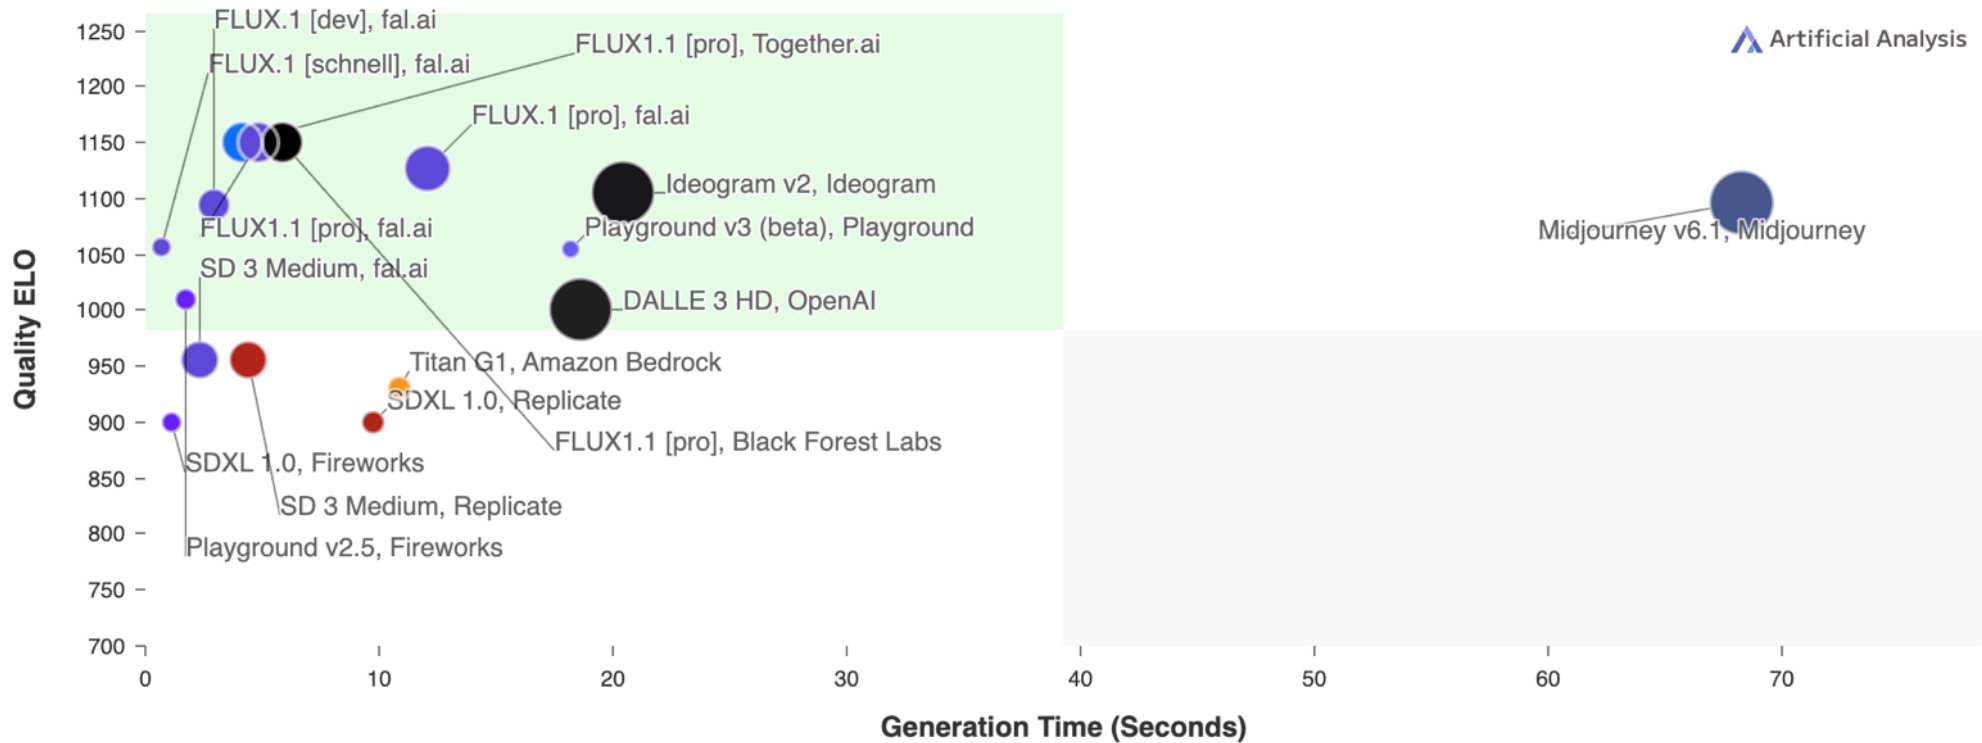 FLUX.1 [dev], fal.ai
1250
Artificial Analysis
FLUX1.1 [pro], Together.ai
FLUX.1 [schnell], fal.ai
1200
FLUX.1 [pro], fal.ai
1150
Ideogram v2, Ideogram
1100
FLUX1.1 [pro], fal.ai
Playground v3 (beta), Playground
Midjourney v6.1, Midjourney
1050
SD 3 Medium, fal.ai
DALLE 3 HD, OpenAI
1000
Titan G1, Amazon Bedrock
950
SDXL 1.0, Replicate
900
FLUX1.1 [pro], Black Forest Labs
SDXL 1.0, Fireworks
850
SD 3 Medium, Replicate
800
Playground v2.5, Fireworks
750
700
Quality ELO
0 10 20 30 40 50 60 70
Generation Time (Seconds)